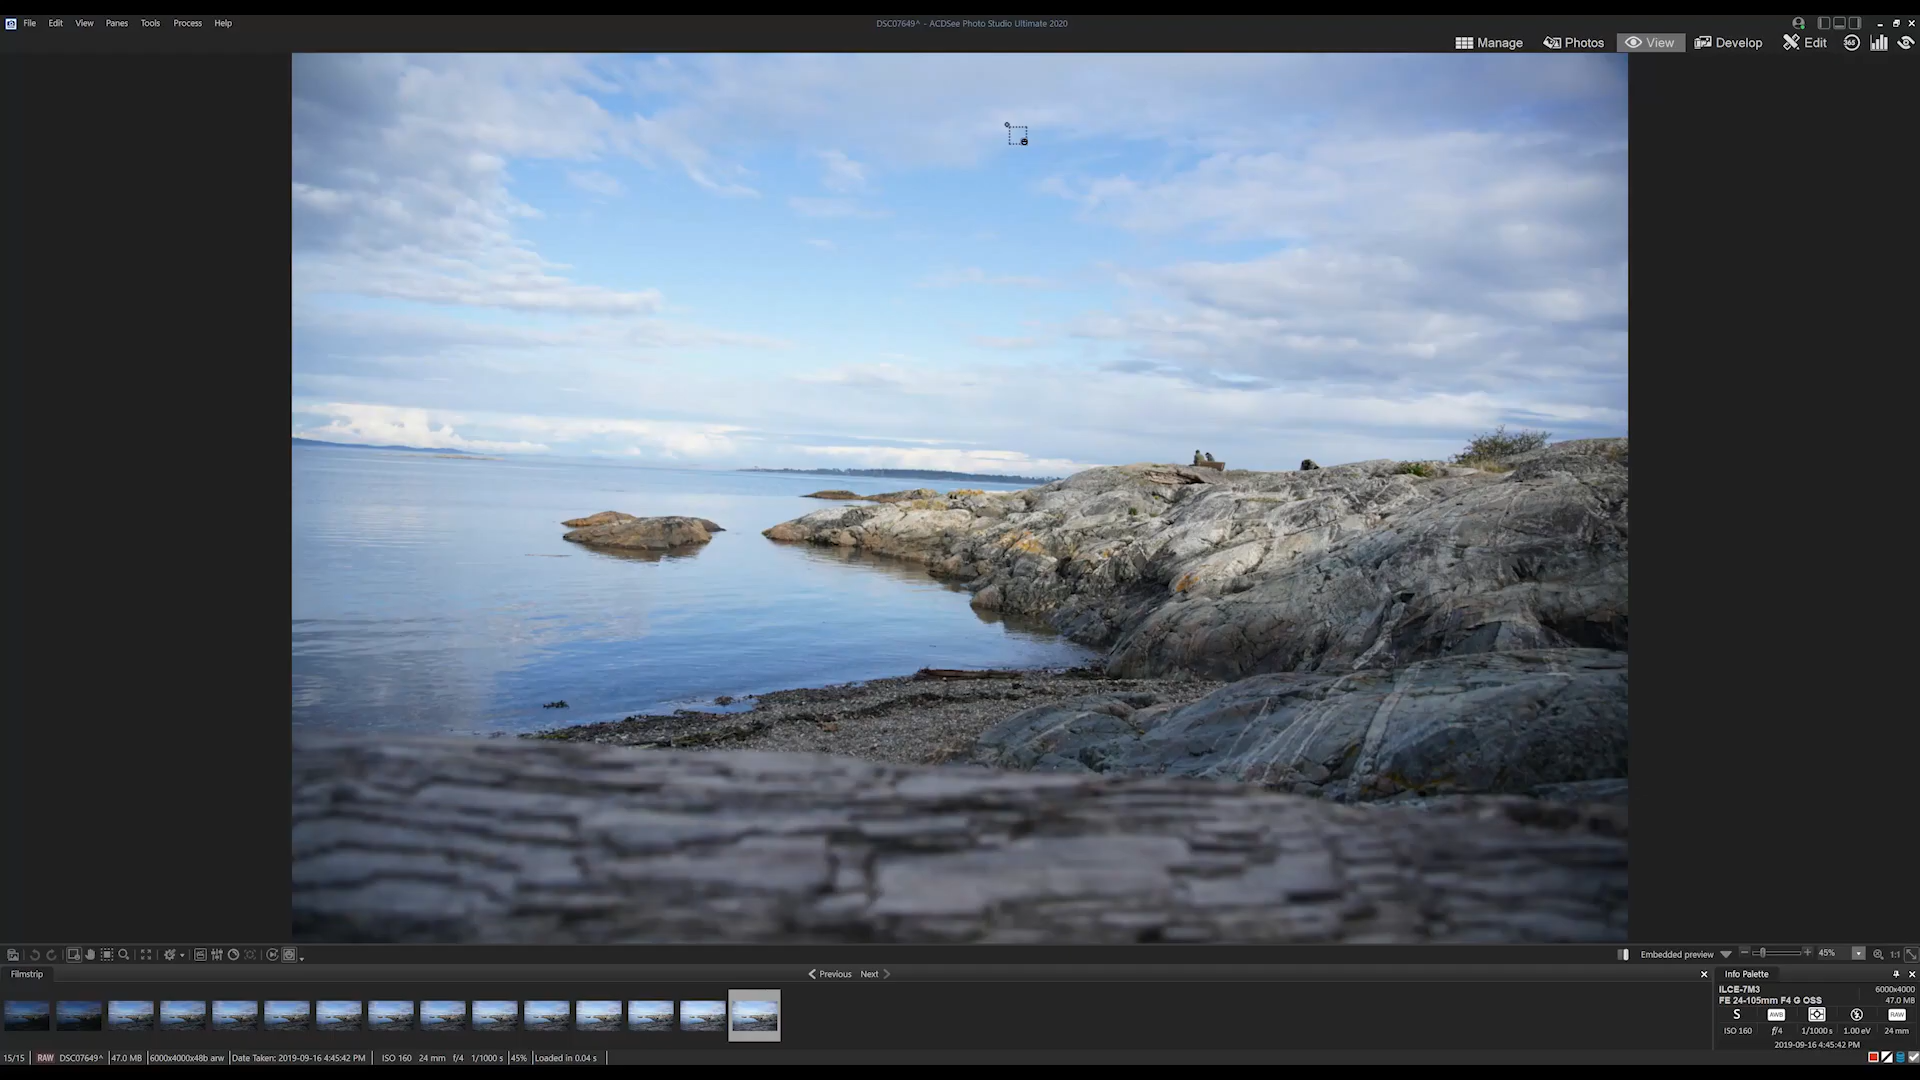 File Edit View Panes Tools Process Help
DSC07649^ - ACDSee Photo Studio Ultimate 2020
Manage Photos View Develop Edit 365
Embedded preview 45% 1:1
Filmstrip
Previous Next
Info Palette
ILCE-7M3 6000x4000
FE 24-105mm F4 G OSS 47.0 MB
S AWB RAW
ISO 160 f/4 1/1000 s 1.00 eV 24 mm
2019-09-16 4:45:42 PM
15/15 RAW DSC07649^ 47.0 MB 6000x4000x48b arw Date Taken: 2019-09-16 4:45:42 PM ISO 160 24 mm f/4 1/1000 s 45% Loaded in 0.04 s